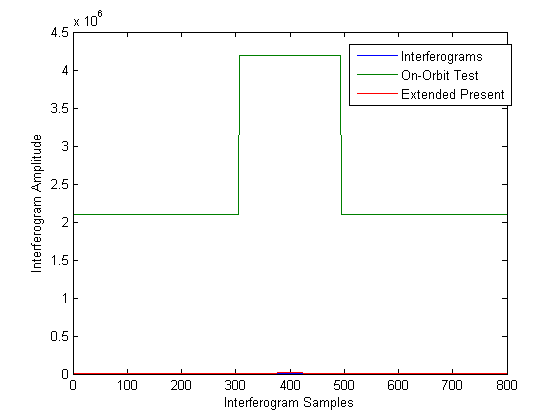 x 10^6
4.5
4
3.5
3
2.5
2
1.5
1
0.5
0
Interferogram Amplitude
Interferograms
On-Orbit Test
Extended Present
0 100 200 300 400 500 600 700 800
Interferogram Samples